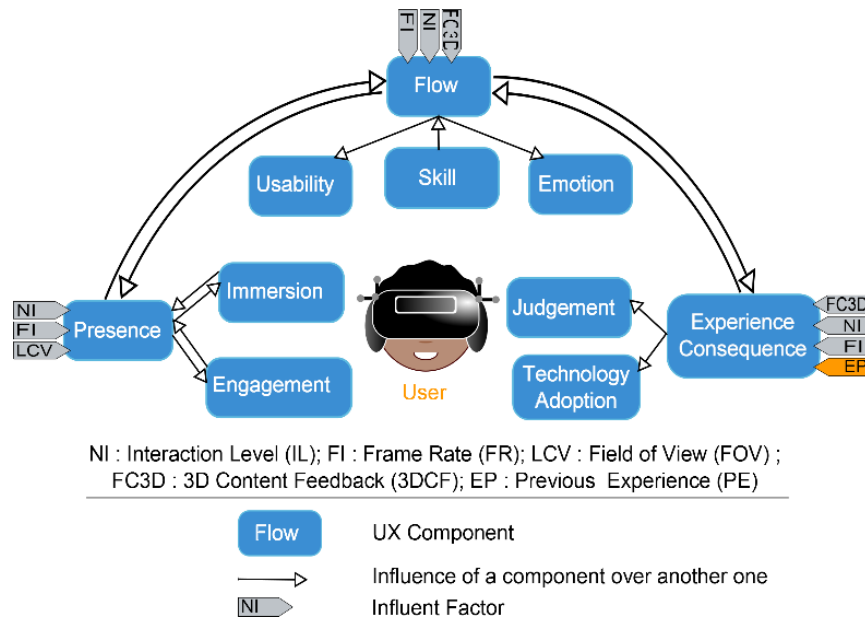 FI
NI
FC3D
Flow
Usability
Skill
Emotion
Immersion
Judgement
NI
FI
LCV
Presence
Experience
Consequence
FC3D
NI
FI
EP
Engagement
Technology
Adoption
User
NI : Interaction Level (IL); FI : Frame Rate (FR); LCV : Field of View (FOV) ;
FC3D : 3D Content Feedback (3DCF); EP : Previous Experience (PE)
Flow UX Component
Influence of a component over another one
NI Influent Factor